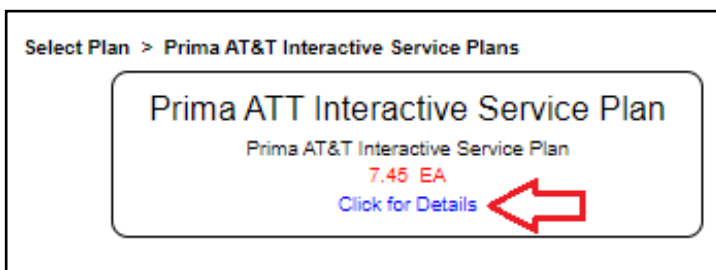 Select Plan > Prima AT&T Interactive Service Plans
Prima ATT Interactive Service Plan
Prima AT&T Interactive Service Plan
7.45 EA
Click for Details